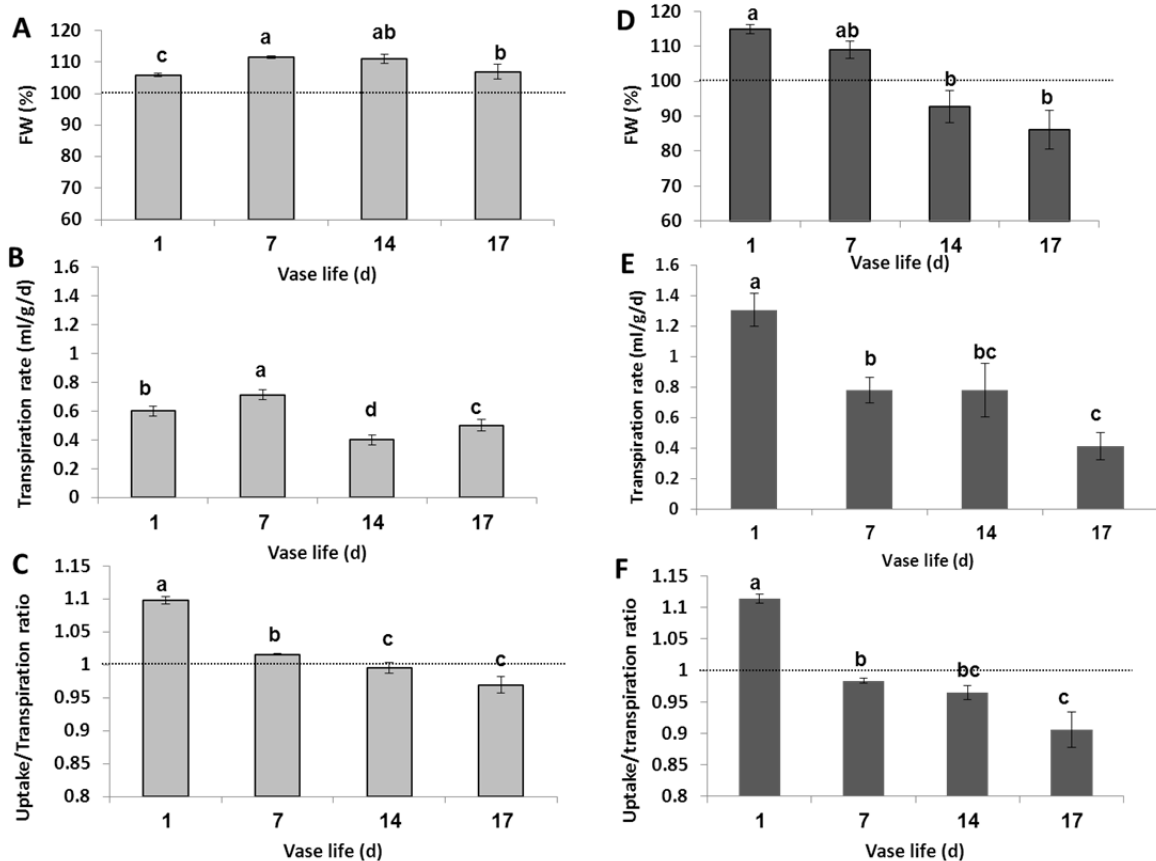 A
FW (%)
120
110
100
90
80
70
60
c
a
ab
b
1
7
14
17
Vase life (d)
B
Transpiration rate (ml/g/d)
1.6
1.4
1.2
1
0.8
0.6
0.4
0.2
0
b
a
d
c
1
7
14
17
Vase life (d)
C
Uptake/Transpiration ratio
1.15
1.1
1.05
1
0.95
0.9
0.85
0.8
a
b
c
c
1
7
14
17
Vase life (d)
D
FW (%)
120
110
100
90
80
70
60
a
ab
b
b
1
7
14
17
Vase life (d)
E
Transpiration rate (ml/g/d)
1.6
1.4
1.2
1
0.8
0.6
0.4
0.2
0
a
b
bc
c
1
7
14
17
Vase life (d)
F
Uptake/transpiration ratio
1.15
1.1
1.05
1
0.95
0.9
0.85
0.8
a
b
bc
c
1
7
14
17
Vase life (d)